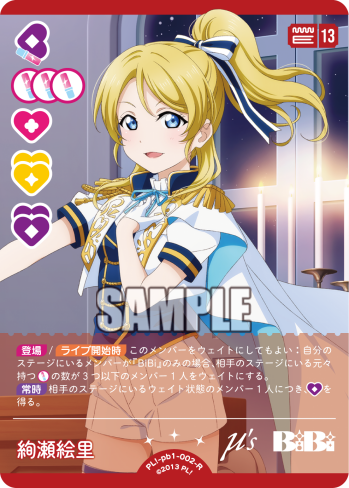 13
SAMPLE
登場 / ライブ開始時 このメンバーをウェイトにしてもよい：自分の
ステージにいるメンバーが『BiBi』のみの場合、相手のステージにいる元々
持つ の数が３つ以下のメンバー１人をウェイトにする。
常時 相手のステージにいるウェイト状態のメンバー１人につき、 を
得る。
絢瀬絵里
μ's BiBi
PL!-pb1-002-R
©2013 PL!